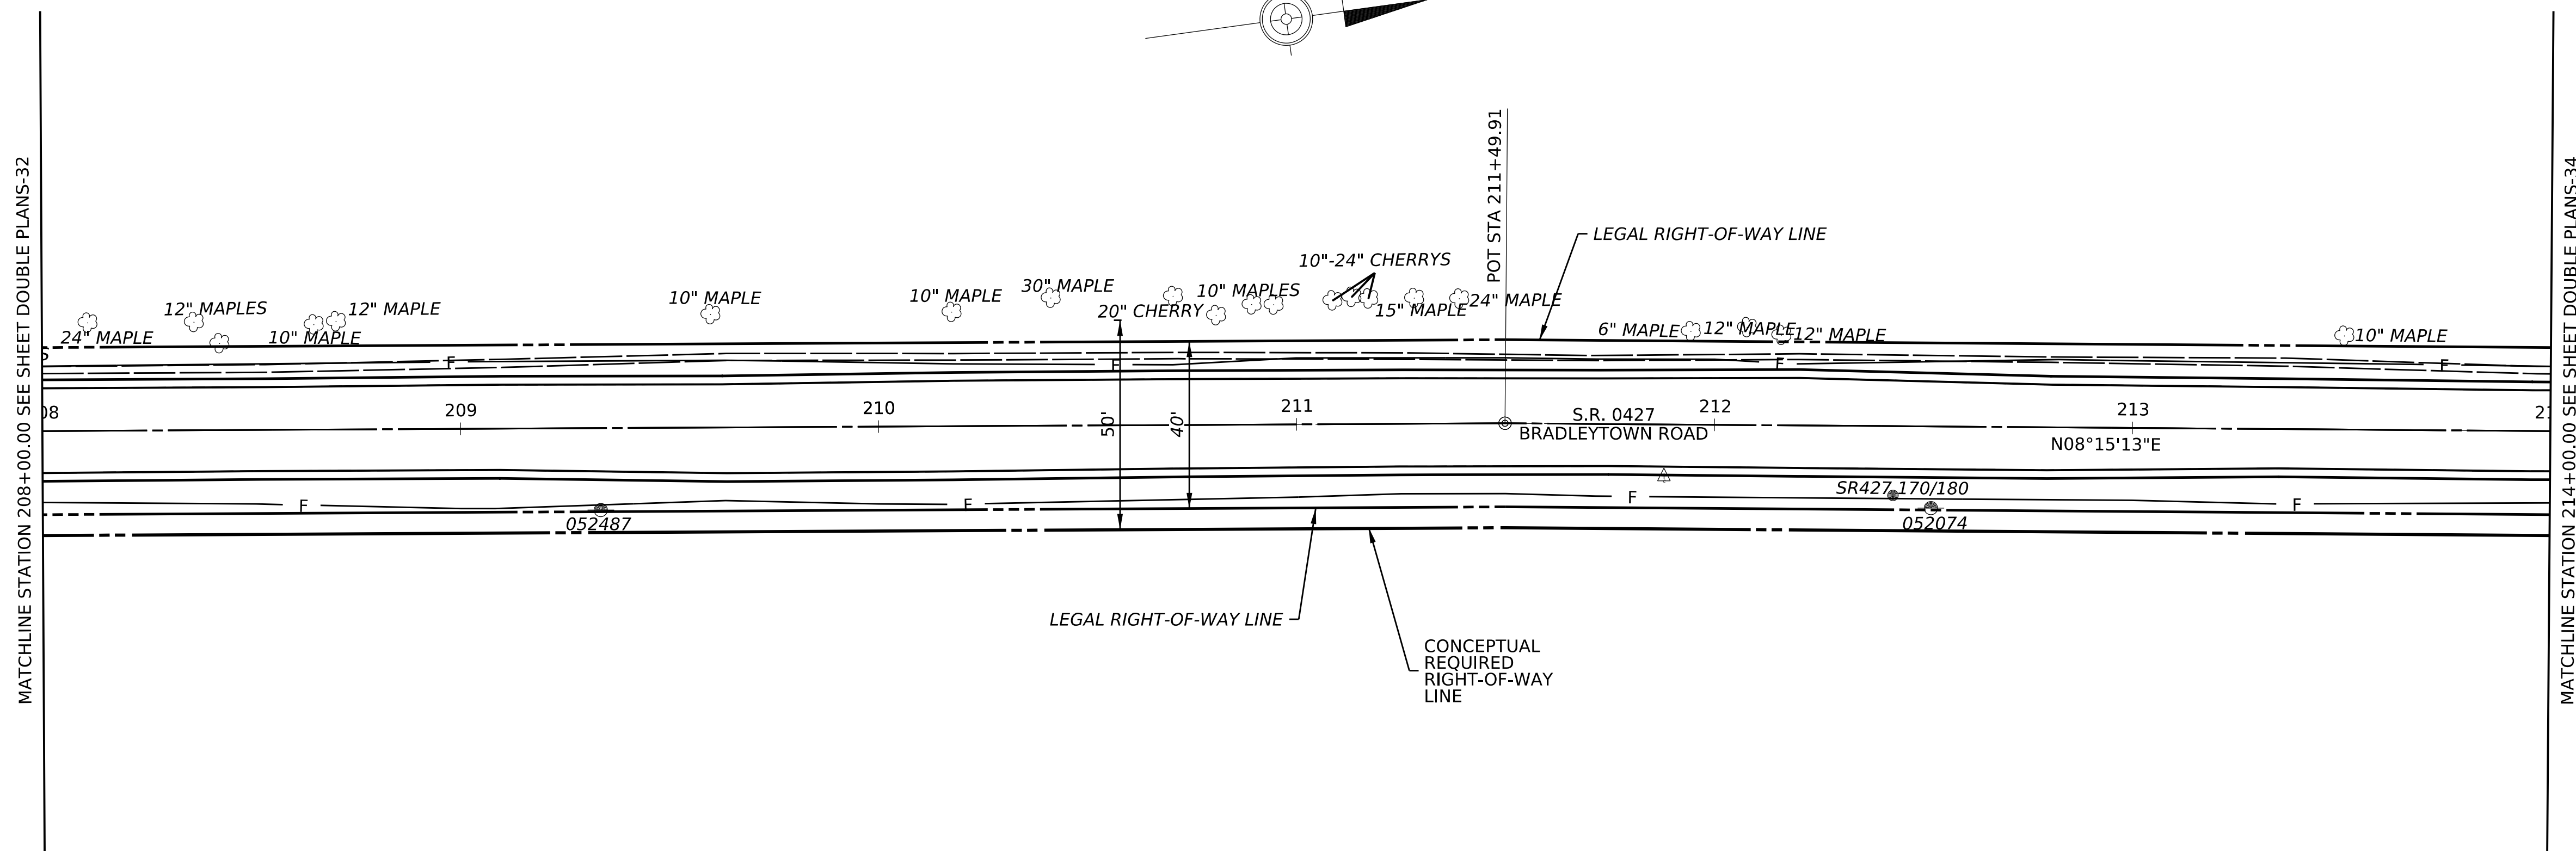 MATCHLINE STATION 208+00.00 SEE SHEET DOUBLE PLANS-32
POT STA 211+49.91
LEGAL RIGHT-OF-WAY LINE
10"-24" CHERRYS
24" MAPLE
12" MAPLES
10" MAPLE
12" MAPLE
10" MAPLE
10" MAPLE
30" MAPLE
20" CHERRY
10" MAPLES
15" MAPLE
24" MAPLE
6" MAPLE
12" MAPLE
12" MAPLE
10" MAPLE
F
F
F
F
08
209
210
211
212
213
21
50'
40'
S.R. 0427
BRADLEYTOWN ROAD
N08°15'13"E
F
F
F
F
052487
SR427 170/180
052074
LEGAL RIGHT-OF-WAY LINE
CONCEPTUAL
REQUIRED
RIGHT-OF-WAY
LINE
MATCHLINE STATION 214+00.00 SEE SHEET DOUBLE PLANS-34